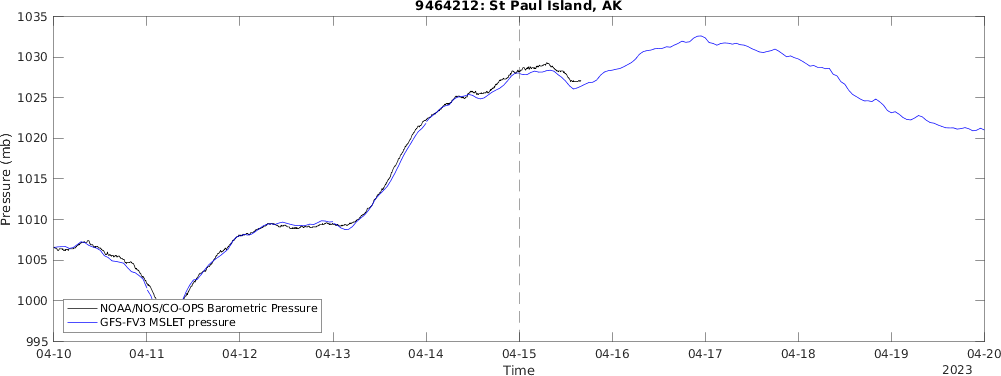 9464212: St Paul Island, AK
Pressure (mb)
1035
1030
1025
1020
1015
1010
1005
1000
995
NOAA/NOS/CO-OPS Barometric Pressure
GFS-FV3 MSLET pressure
04-10 04-11 04-12 04-13 04-14 04-15 04-16 04-17 04-18 04-19 04-20
Time
2023